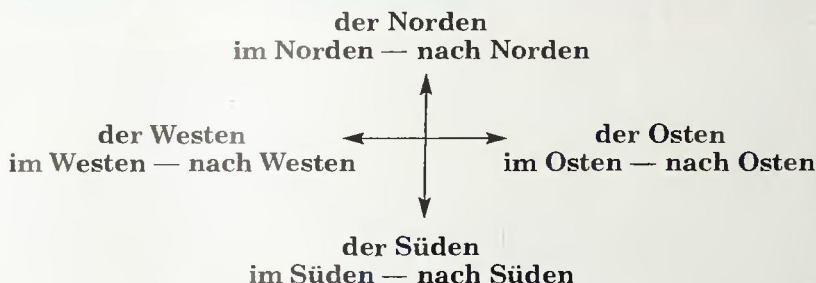 der Norden
im Norden — nach Norden
der Westen
im Westen — nach Westen
der Osten
im Osten — nach Osten
der Süden
im Süden — nach Süden